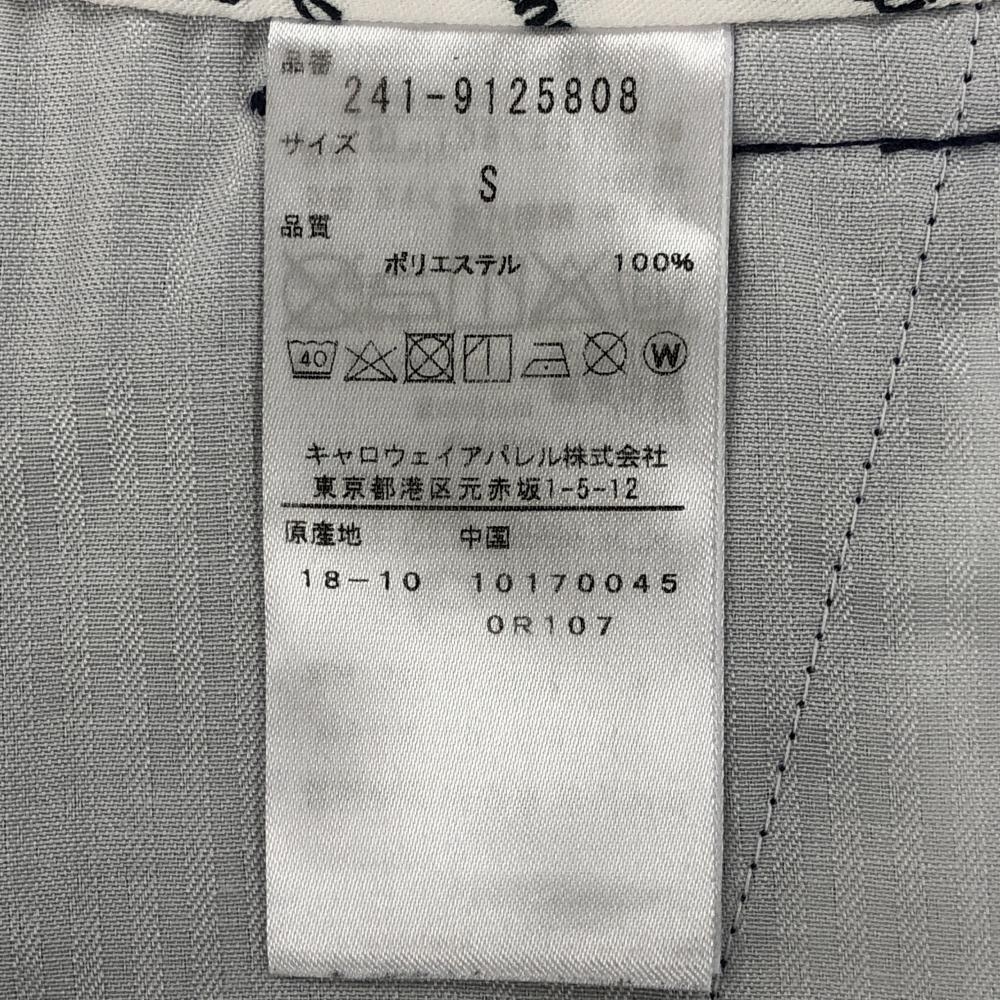 品番
241-9125808
サイズ
S
品質
ポリエステル 100%
40 W
キャロウェイアパレル株式会社
東京都港区元赤坂1-5-12
原産地 中国
18-10 10170045
0R107